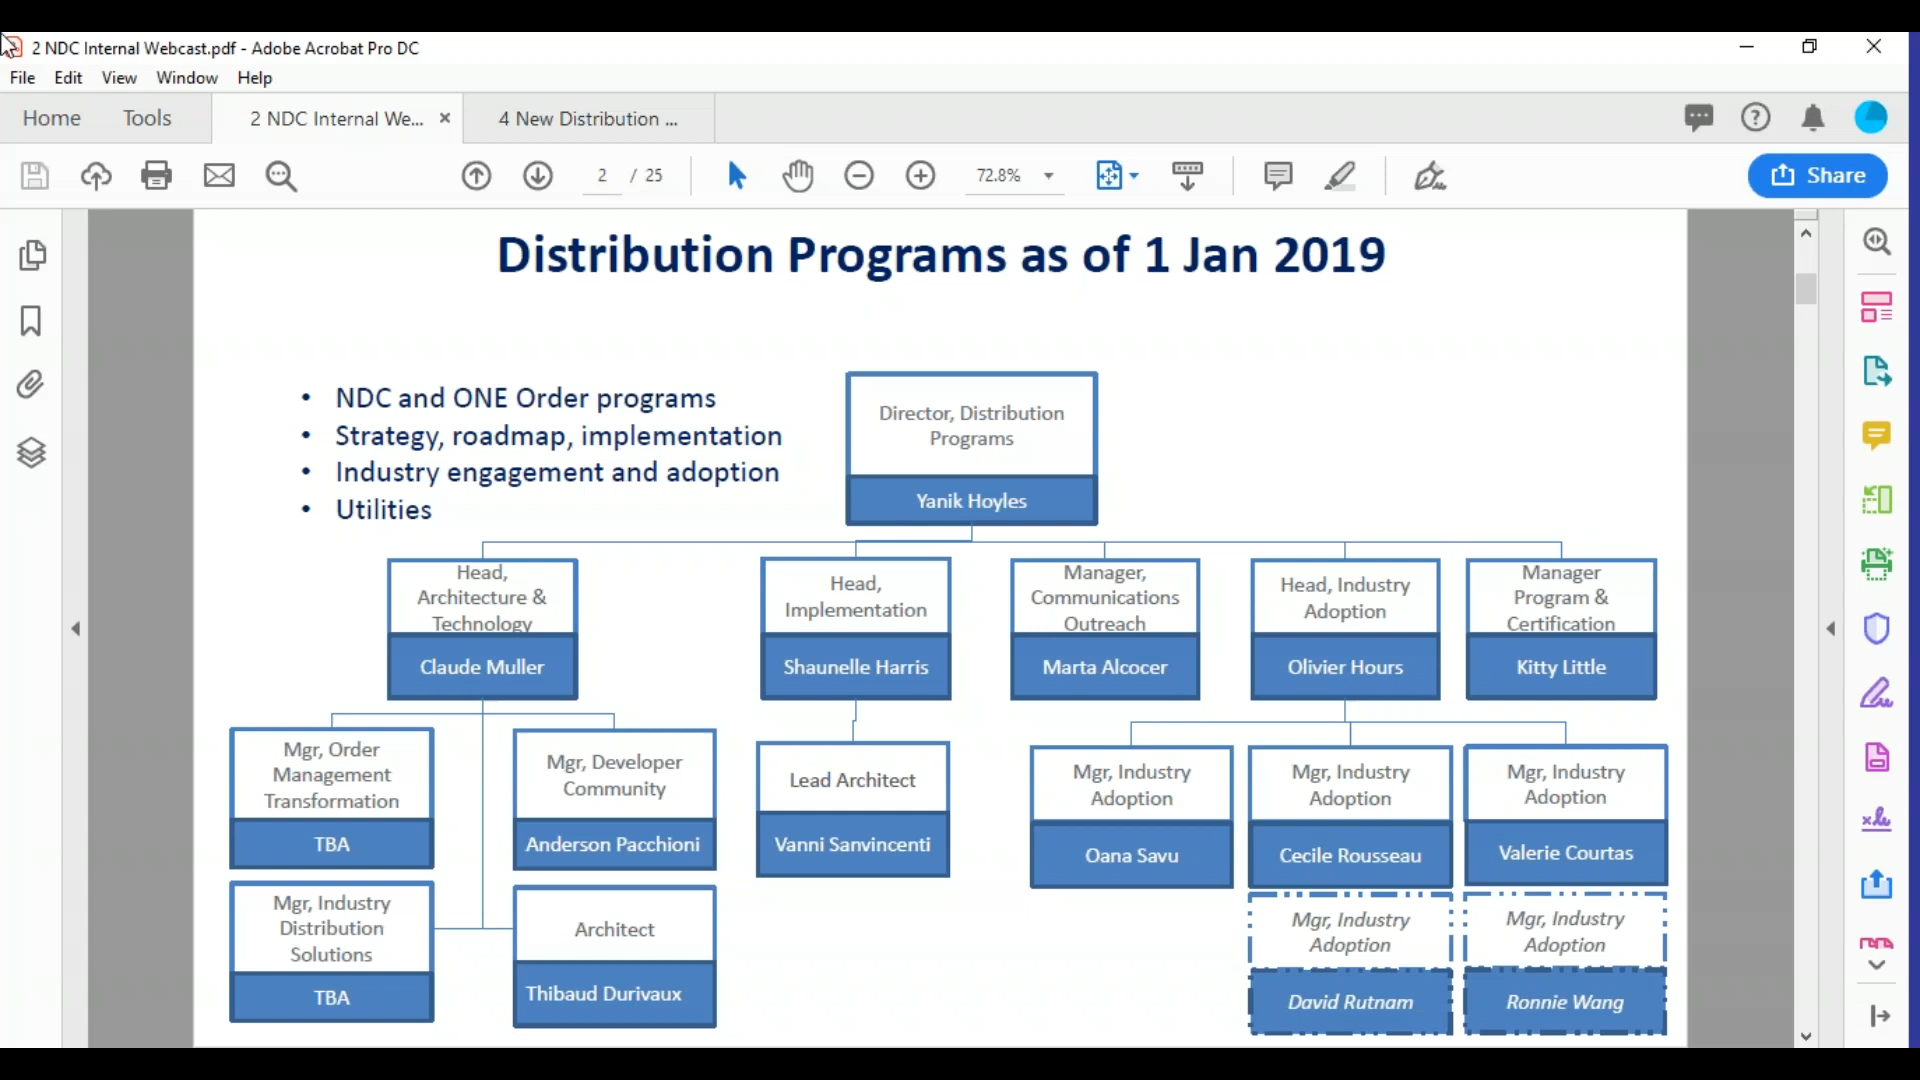 2 NDC Internal Webcast.pdf - Adobe Acrobat Pro DC
File Edit View Window Help
Home Tools 2 NDC Internal We... × 4 New Distribution ...
2 / 25 72.8% Share
Distribution Programs as of 1 Jan 2019
• NDC and ONE Order programs
• Strategy, roadmap, implementation
• Industry engagement and adoption
• Utilities
Director, Distribution
Programs
Yanik Hoyles
Head,
Architecture &
Technology
Claude Muller
Head,
Implementation
Shaunelle Harris
Manager,
Communications
Outreach
Marta Alcocer
Head, Industry
Adoption
Olivier Hours
Manager
Program &
Certification
Kitty Little
Mgr, Order
Management
Transformation
TBA
Mgr, Developer
Community
Anderson Pacchioni
Lead Architect
Vanni Sanvincenti
Mgr, Industry
Adoption
Oana Savu
Mgr, Industry
Adoption
Cecile Rousseau
Mgr, Industry
Adoption
Valerie Courtas
Mgr, Industry
Distribution
Solutions
TBA
Architect
Thibaud Durivaux
Mgr, Industry
Adoption
David Rutnam
Mgr, Industry
Adoption
Ronnie Wang